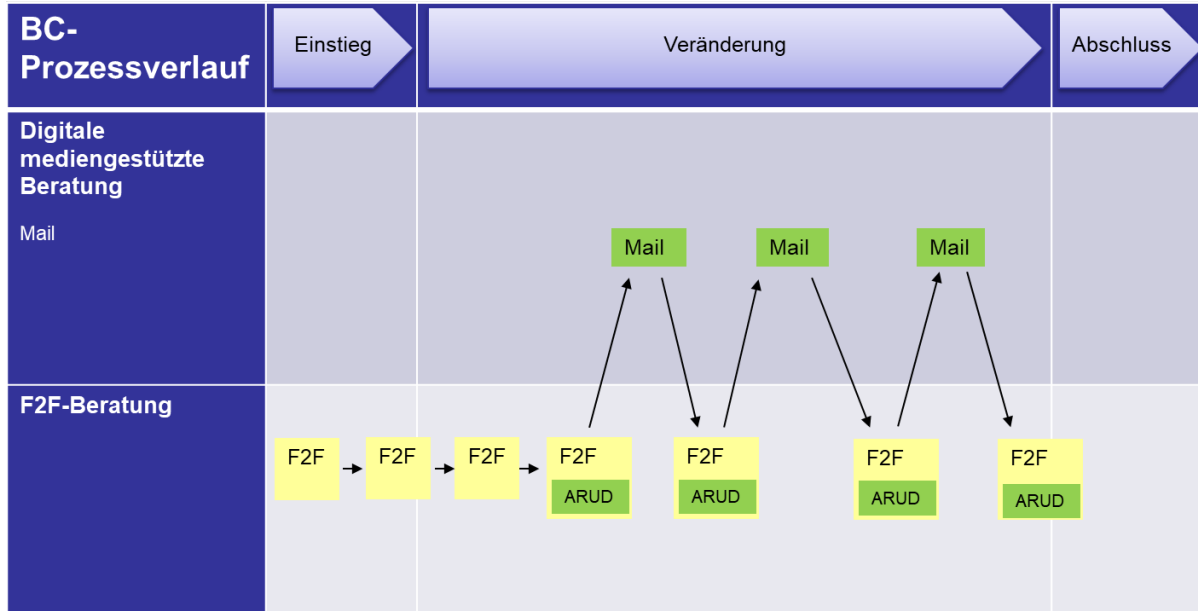 BC-
Prozessverlauf
Einstieg
Veränderung
Abschluss
Digitale
mediengestützte
Beratung
Mail
Mail
Mail
Mail
F2F-Beratung
F2F
F2F
F2F
F2F
ARUD
F2F
ARUD
F2F
ARUD
F2F
ARUD